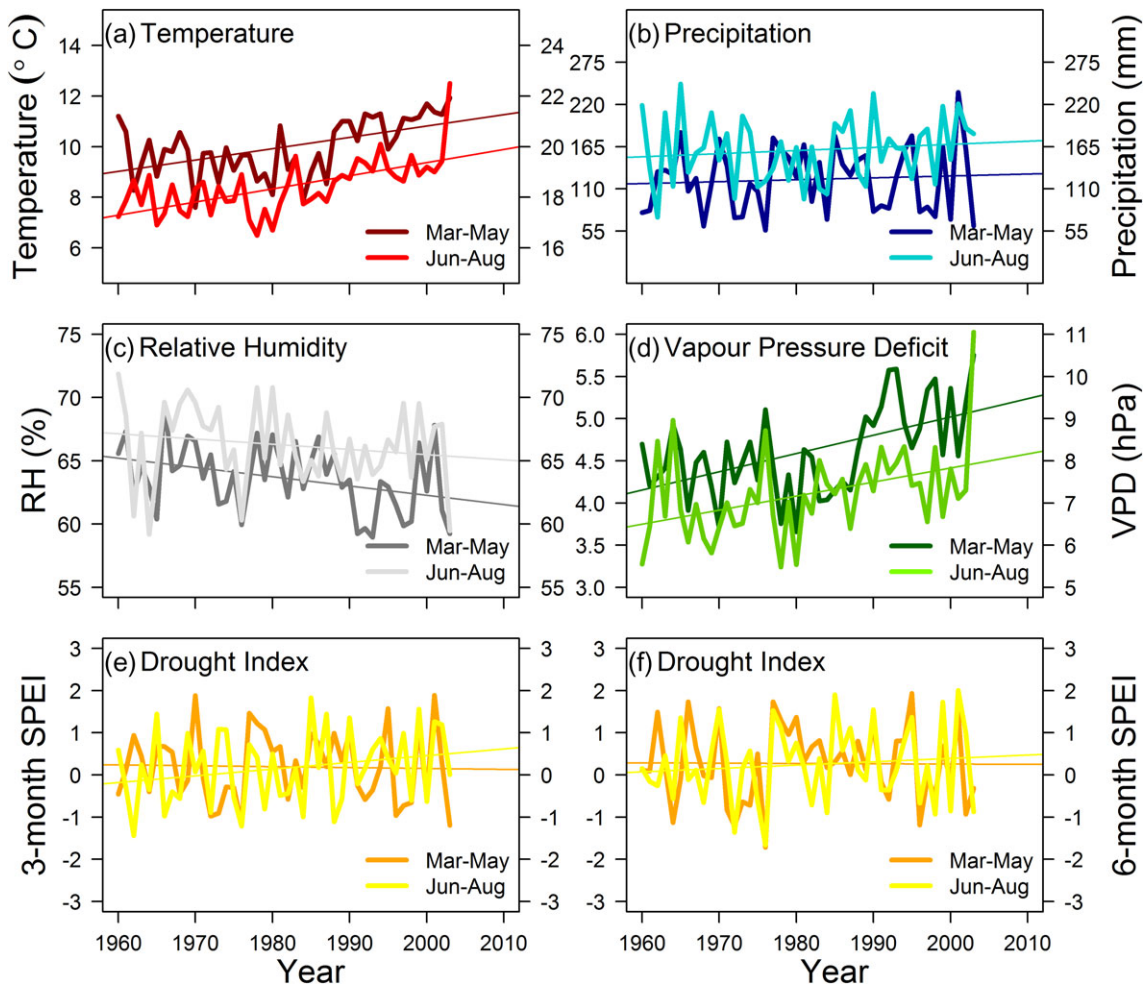 (a) Temperature
Temperature (° C)
14
12
10
8
6
24
22
20
18
16
Mar-May
Jun-Aug
(b) Precipitation
275
220
165
110
55
275
220
165
110
55
Precipitation (mm)
Mar-May
Jun-Aug
1960 1970 1980 1990 2000 2010
(c) Relative Humidity
RH (%)
75
70
65
60
55
75
70
65
60
55
Mar-May
Jun-Aug
(d) Vapour Pressure Deficit
6.0
5.5
5.0
4.5
4.0
3.5
3.0
11
10
9
8
7
6
5
VPD (hPa)
Mar-May
Jun-Aug
(e) Drought Index
3-month SPEI
3
2
1
0
-1
-2
-3
3
2
1
0
-1
-2
-3
Mar-May
Jun-Aug
1960 1970 1980 1990 2000 2010
Year
(f) Drought Index
3
2
1
0
-1
-2
-3
3
2
1
0
-1
-2
-3
6-month SPEI
Mar-May
Jun-Aug
1960 1970 1980 1990 2000 2010
Year